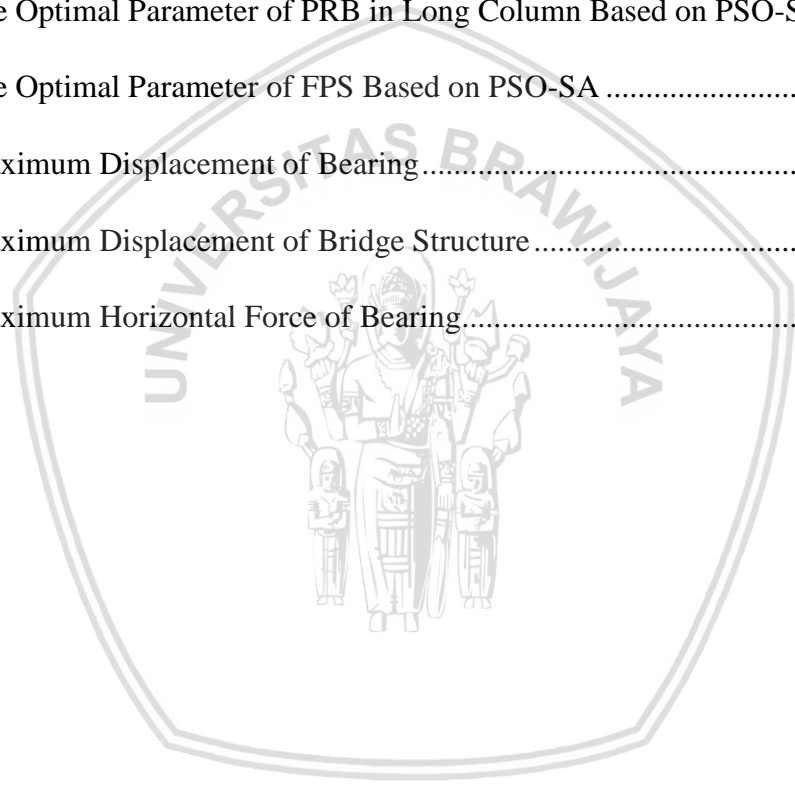 e Optimal Parameter of PRB in Long Column Based on PSO-S
e Optimal Parameter of FPS Based on PSO-SA ........................
ximum Displacement of Bearing ................................................
ximum Displacement of Bridge Structure ..................................
ximum Horizontal Force of Bearing ...........................................
UNIVERSITAS BRAWIJAYA